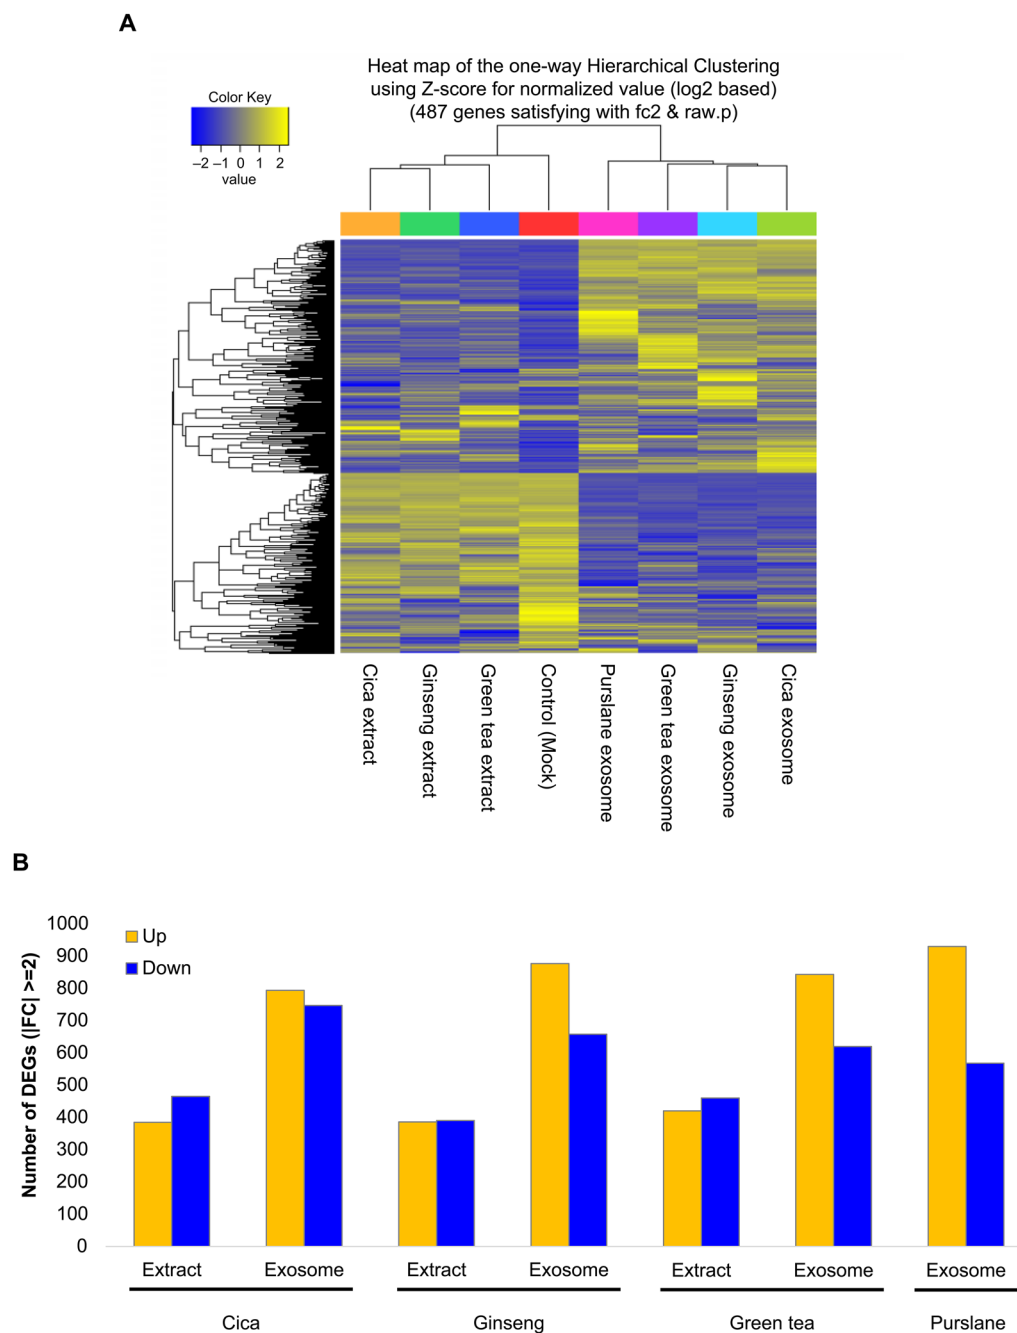 A
Heat map of the one-way Hierarchical Clustering
using Z-score for normalized value (log2 based)
(487 genes satisfying with fc2 & raw.p)
Color Key
−2 −1 0 1 2
value
Cica extract
Ginseng extract
Green tea extract
Control (Mock)
Purslane exosome
Green tea exosome
Ginseng exosome
Cica exosome
B
Number of DEGs (|FC| >=2)
1000
900
800
700
600
500
400
300
200
100
0
Up
Down
Extract Exosome Extract Exosome Extract Exosome Exosome
Cica Ginseng Green tea Purslane